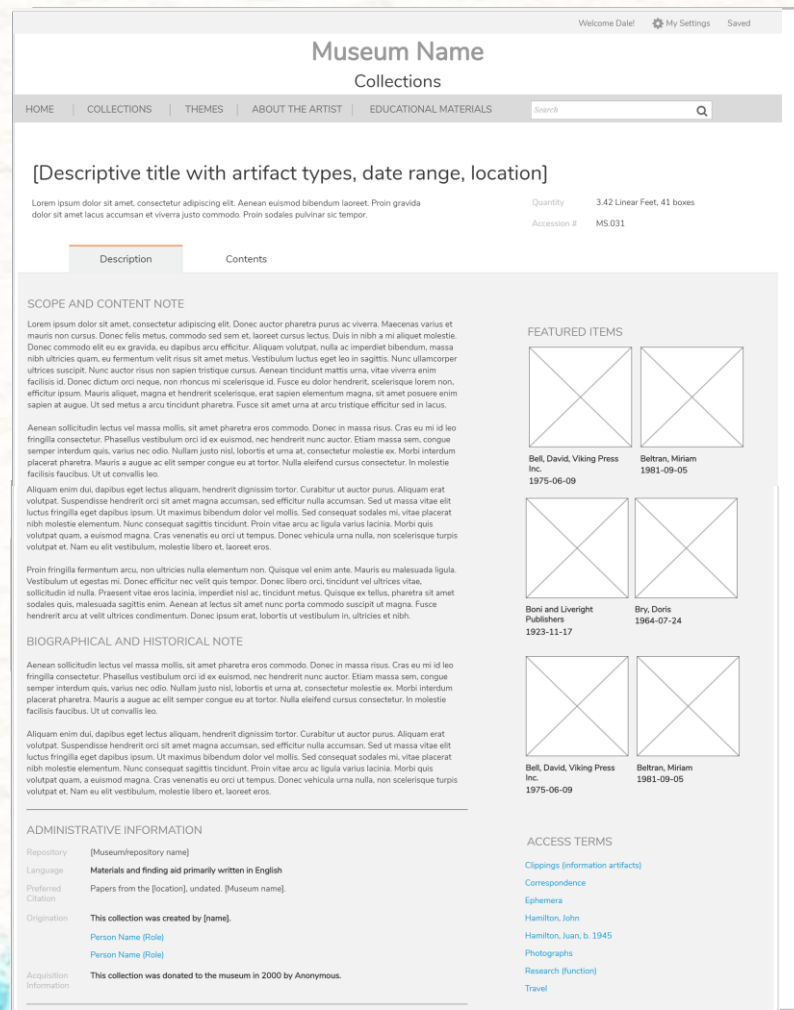 Welcome Dale!
My Settings
Saved
Museum Name
Collections
HOME | COLLECTIONS | THEMES | ABOUT THE ARTIST | EDUCATIONAL MATERIALS
Search
[Descriptive title with artifact types, date range, location]
Lorem ipsum dolor sit amet, consectetur adipiscing elit. Aenean euismod bibendum laoreet. Proin gravida
dolor sit amet lacus accumsan et viverra justo commodo. Proin sodales pulvinar sic tempor.
Quantity 3.42 Linear Feet, 41 boxes
Accession # MS.031
Description
Contents
SCOPE AND CONTENT NOTE
Lorem ipsum dolor sit amet, consectetur adipiscing elit. Donec auctor pharetra purus ac viverra. Maecenas varius et
mauris non cursus. Donec felis metus, commodo sed sem et, laoreet cursus lectus. Duis in nibh a mi aliquet molestie.
Donec commodo elit eu ex gravida, eu dapibus arcu efficitur. Aliquam volutpat, nulla ac imperdiet bibendum, massa
nibh ultricies quam, eu fermentum velit risus sit amet metus. Vestibulum luctus eget leo in sagittis. Nunc ullamcorper
ultrices suscipit. Nunc auctor risus non sapien tristique cursus. Aenean tincidunt mattis urna, vitae viverra enim
facilisis id. Donec dictum orci neque, non rhoncus mi scelerisque id. Fusce eu dolor hendrerit, scelerisque lorem non,
efficitur ipsum. Mauris aliquet, magna et hendrerit scelerisque, erat sapien elementum magna, sit amet posuere enim
sapien at augue. Ut sed metus a arcu tincidunt pharetra. Fusce sit amet urna at arcu tristique efficitur sed in lacus.
Aenean sollicitudin lectus vel massa mollis, sit amet pharetra eros commodo. Donec in massa risus. Cras eu mi id leo
fringilla consectetur. Phasellus vestibulum orci id ex euismod, nec hendrerit nunc auctor. Etiam massa sem, congue
semper interdum quis, varius nec odio. Nullam justo nisl, lobortis et urna at, consectetur molestie ex. Morbi interdum
placerat pharetra. Mauris a augue ac elit semper congue eu at tortor. Nulla eleifend cursus consectetur. In molestie
facilisis faucibus. Ut ut convallis leo.
Aliquam enim dui, dapibus eget lectus aliquam, hendrerit dignissim tortor. Curabitur ut auctor purus. Aliquam erat
volutpat. Suspendisse hendrerit orci sit amet magna accumsan, sed efficitur nulla accumsan. Sed ut massa vitae elit
luctus fringilla eget dapibus ipsum. Ut maximus bibendum dolor vel mollis. Sed consequat sodales mi, vitae placerat
nibh molestie elementum. Nunc consequat sagittis tincidunt. Proin vitae arcu ac ligula varius lacinia. Morbi quis
volutpat quam, a euismod magna. Cras venenatis eu orci ut tempus. Donec vehicula urna nulla, non scelerisque turpis
volutpat et. Nam eu elit vestibulum, molestie libero et, laoreet eros.
Proin fringilla fermentum arcu, non ultricies nulla elementum non. Quisque vel enim ante. Mauris eu malesuada ligula.
Vestibulum ut egestas mi. Donec efficitur nec velit quis tempor. Donec libero orci, tincidunt vel ultrices vitae,
sollicitudin id nulla. Praesent vitae eros lacinia, imperdiet nisl ac, tincidunt metus. Quisque ex tellus, pharetra sit amet
sodales quis, malesuada sagittis enim. Aenean at lectus sit amet nunc porta commodo suscipit ut magna. Fusce
hendrerit arcu at velit ultrices condimentum. Donec ipsum erat, lobortis ut vestibulum in, ultricies et nibh.
BIOGRAPHICAL AND HISTORICAL NOTE
Aenean sollicitudin lectus vel massa mollis, sit amet pharetra eros commodo. Donec in massa risus. Cras eu mi id leo
fringilla consectetur. Phasellus vestibulum orci id ex euismod, nec hendrerit nunc auctor. Etiam massa sem, congue
semper interdum quis, varius nec odio. Nullam justo nisl, lobortis et urna at, consectetur molestie ex. Morbi interdum
placerat pharetra. Mauris a augue ac elit semper congue eu at tortor. Nulla eleifend cursus consectetur. In molestie
facilisis faucibus. Ut ut convallis leo.
Aliquam enim dui, dapibus eget lectus aliquam, hendrerit dignissim tortor. Curabitur ut auctor purus. Aliquam erat
volutpat. Suspendisse hendrerit orci sit amet magna accumsan, sed efficitur nulla accumsan. Sed ut massa vitae elit
luctus fringilla eget dapibus ipsum. Ut maximus bibendum dolor vel mollis. Sed consequat sodales mi, vitae placerat
nibh molestie elementum. Nunc consequat sagittis tincidunt. Proin vitae arcu ac ligula varius lacinia. Morbi quis
volutpat quam, a euismod magna. Cras venenatis eu orci ut tempus. Donec vehicula urna nulla, non scelerisque turpis
volutpat et. Nam eu elit vestibulum, molestie libero et, laoreet eros.
ADMINISTRATIVE INFORMATION
Repository [Museum/repository name]
Language Materials and finding aid primarily written in English
Preferred Papers from the [location], undated. [Museum name].
Citation
Origination This collection was created by [name].
Person Name (Role)
Person Name (Role)
Acquisition This collection was donated to the museum in 2000 by Anonymous.
Information
FEATURED ITEMS
Bell, David, Viking Press
Inc.
1975-06-09
Beltran, Miriam
1981-09-05
Boni and Liveright
Publishers
1923-11-17
Bry, Doris
1964-07-24
Bell, David, Viking Press
Inc.
1975-06-09
Beltran, Miriam
1981-09-05
ACCESS TERMS
Clippings (information artifacts)
Correspondence
Ephemera
Hamilton, John
Hamilton, Juan, b. 1945
Photographs
Research (function)
Travel